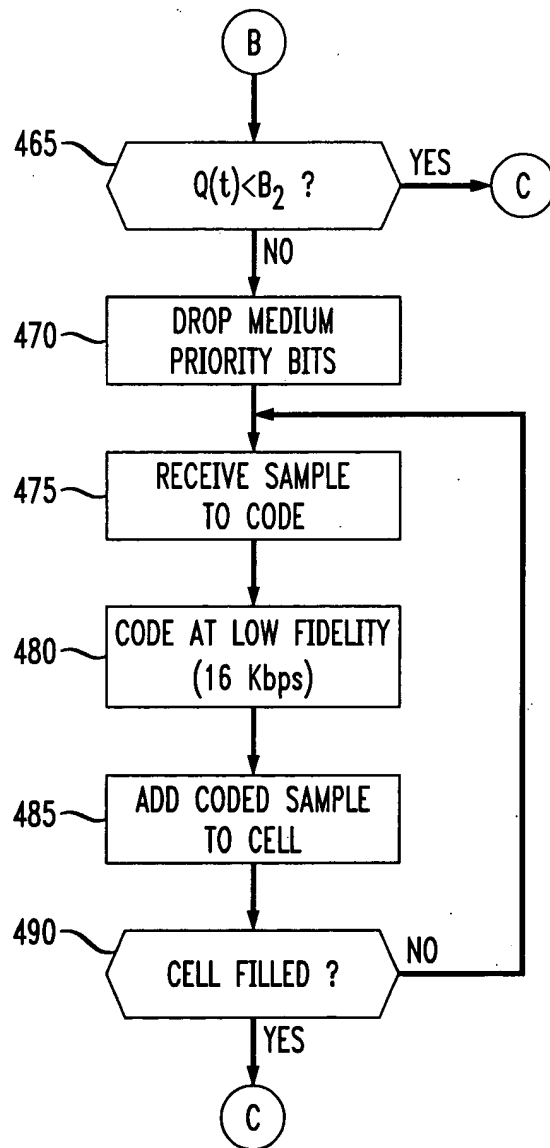 B
465
Q(t)<B₂ ?
YES
C
NO
470
DROP MEDIUM
PRIORITY BITS
475
RECEIVE SAMPLE
TO CODE
480
CODE AT LOW FIDELITY
(16 Kbps)
485
ADD CODED SAMPLE
TO CELL
490
CELL FILLED ?
NO
YES
C